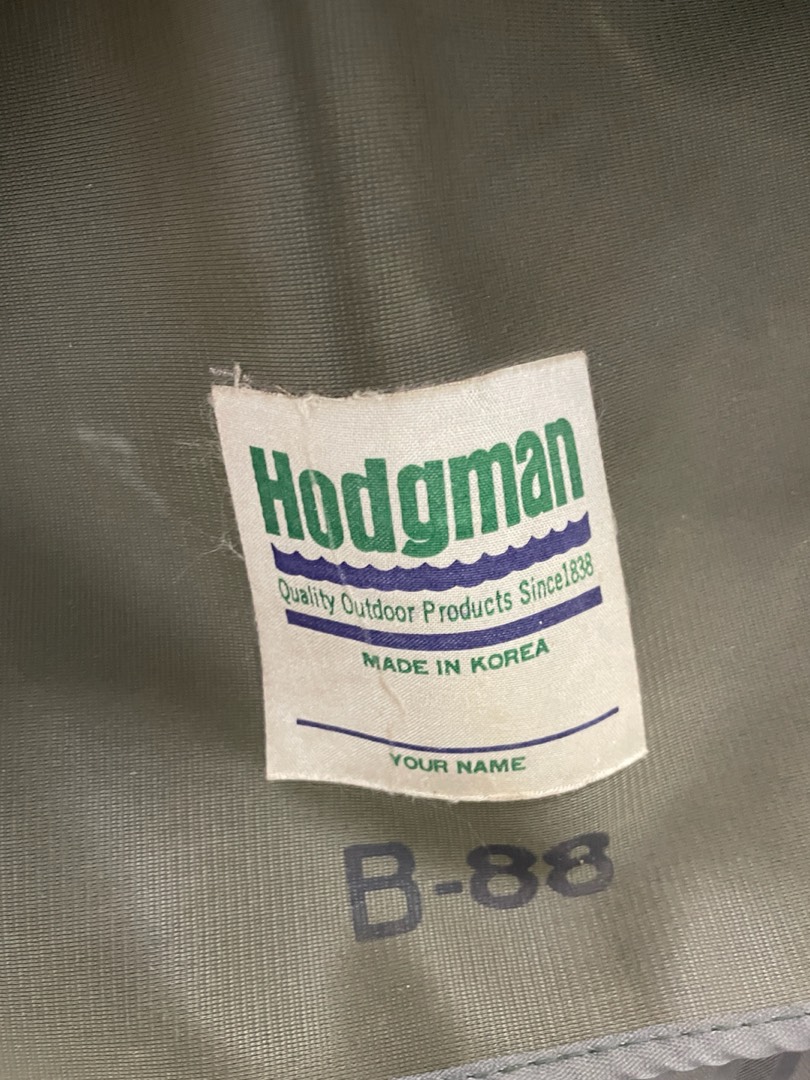 Hodgman
Quality Outdoor Products Since1838
MADE IN KOREA
YOUR NAME
B-88